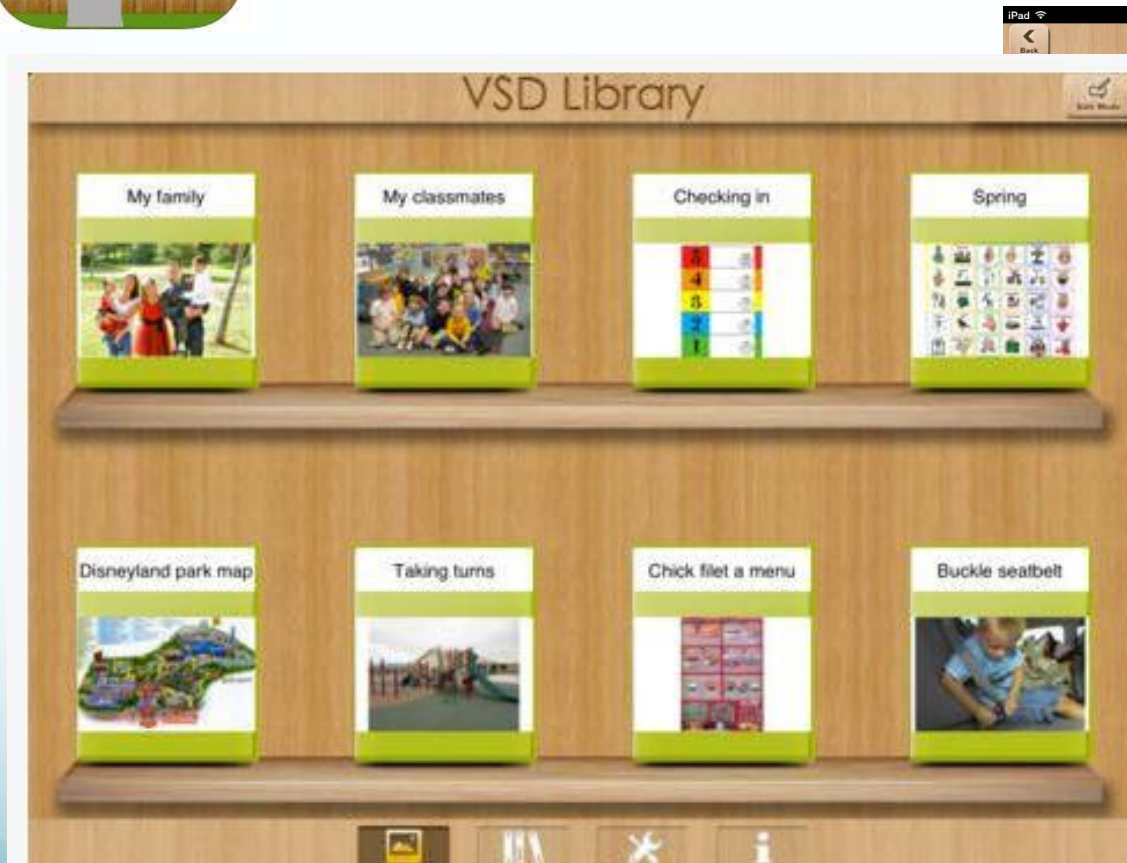 iPad
Back
VSD Library
Edit Mode
My family
My classmates
Checking in
Spring
5
4
3
2
1
Disneyland park map
Taking turns
Chick filet a menu
Buckle seatbelt